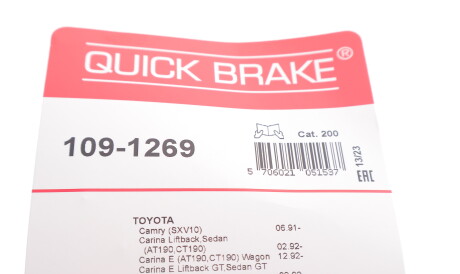 QUICK BRAKE®
109-1269
Cat. 200
5 706021 051537
13/23
EAC
TOYOTA
Camry (SXV10) 06.91-
Carina Liftback,Sedan
(AT190,CT190) 02.92-
Carina E (AT190,CT190) Wagon 12.92-
Carina E Liftback GT,Sedan GT